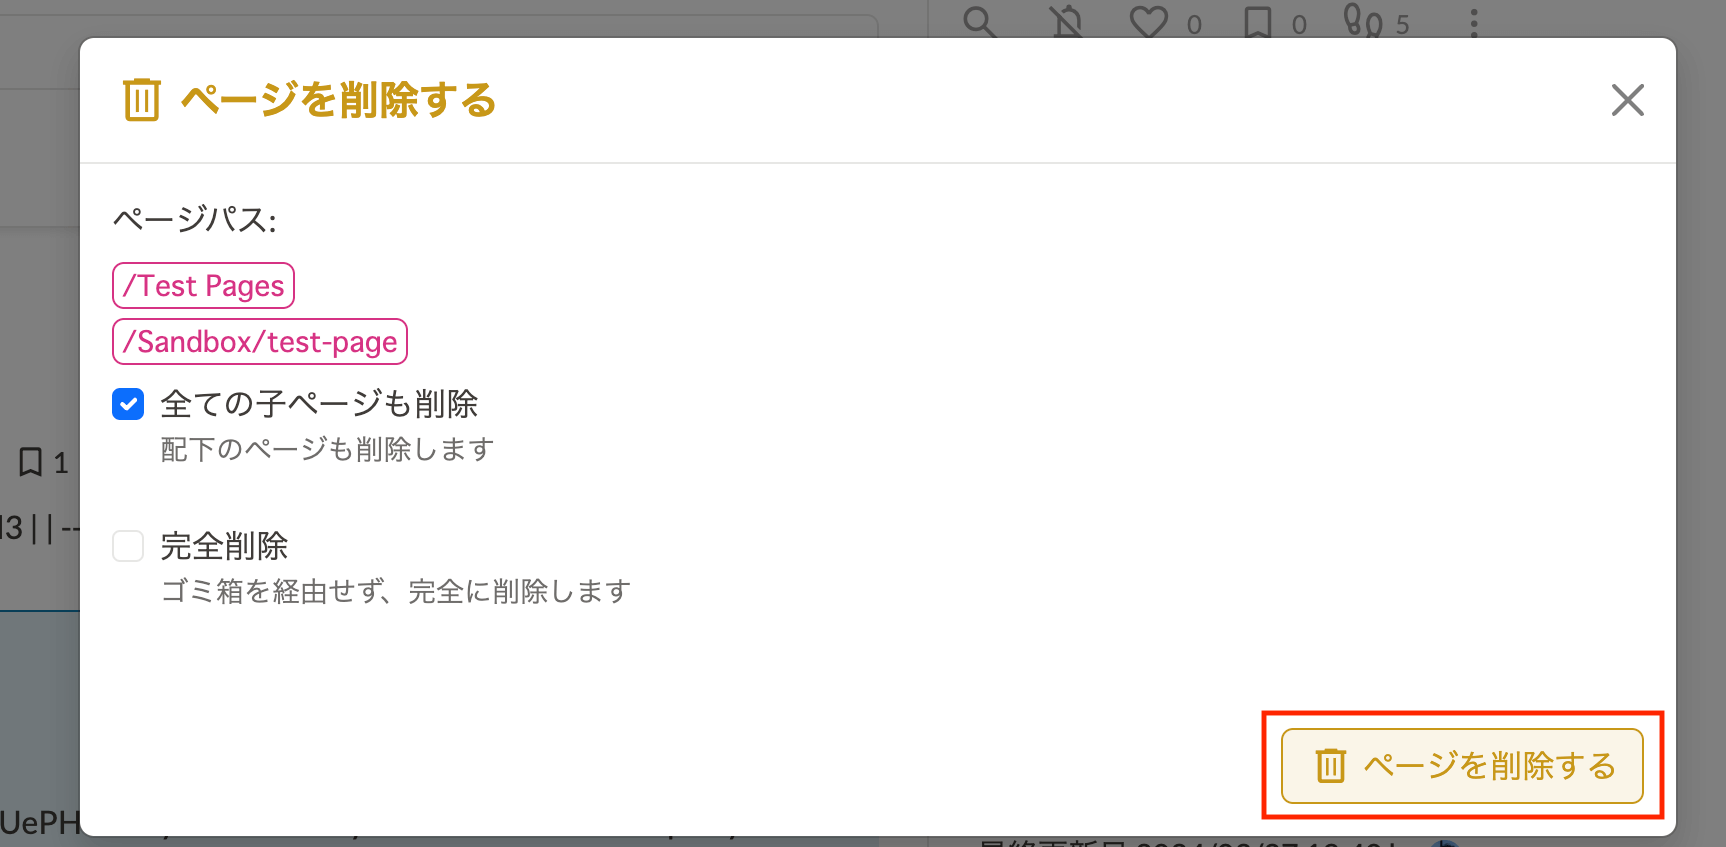 0 0 5
ページを削除する
ページパス:
/Test Pages
/Sandbox/test-page
全ての子ページも削除
配下のページも削除します
1
|3||--
完全削除
ゴミ箱を経由せず、完全に削除します
ページを削除する
UePH